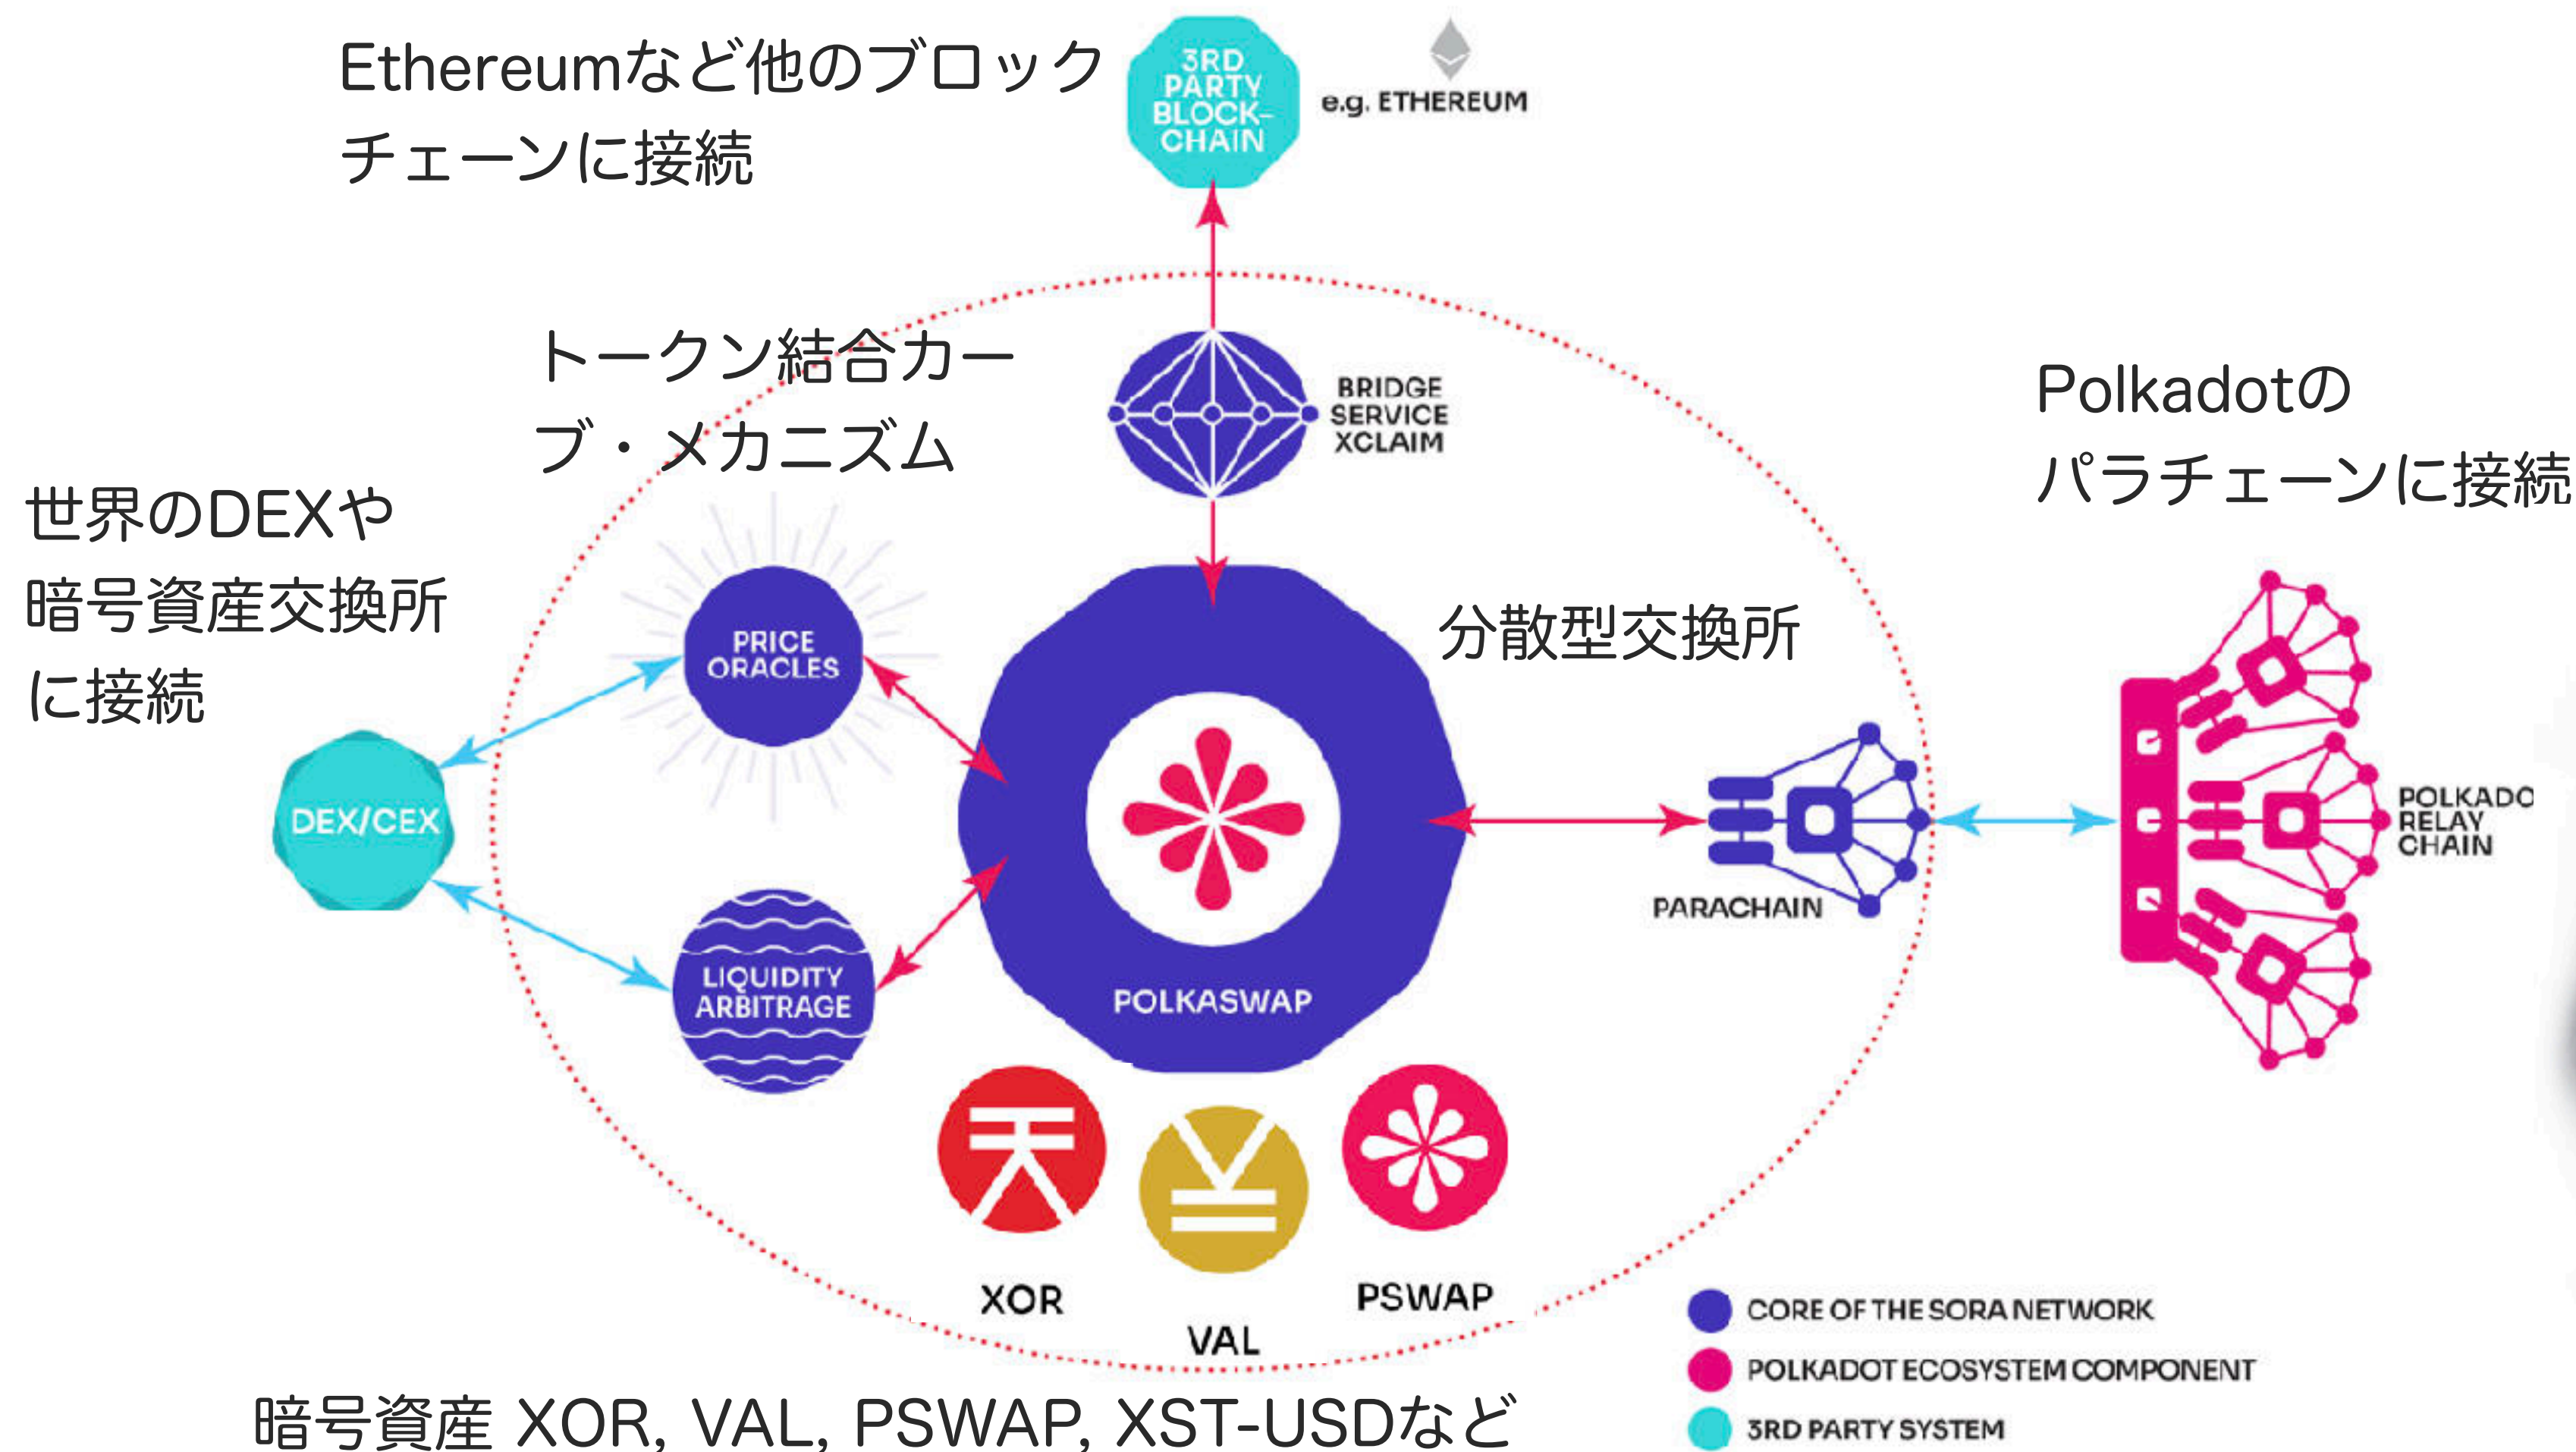 Ethereumなど他のブロック
チェーンに接続
3RD
PARTY
BLOCK-
CHAIN
e.g. ETHEREUM
トークン結合カー
ブ・メカニズム
BRIDGE
SERVICE
XCLAIM
Polkadotの
パラチェーンに接続
世界のDEXや
暗号資産交換所
に接続
分散型交換所
PRICE
ORACLES
DEX/CEX
LIQUIDITY
ARBITRAGE
POLKASWAP
PARACHAIN
POLKADO
RELAY
CHAIN
天
XOR
VAL
PSWAP
CORE OF THE SORA NETWORK
POLKADOT ECOSYSTEM COMPONENT
3RD PARTY SYSTEM
暗号資産 XOR, VAL, PSWAP, XST-USDなど